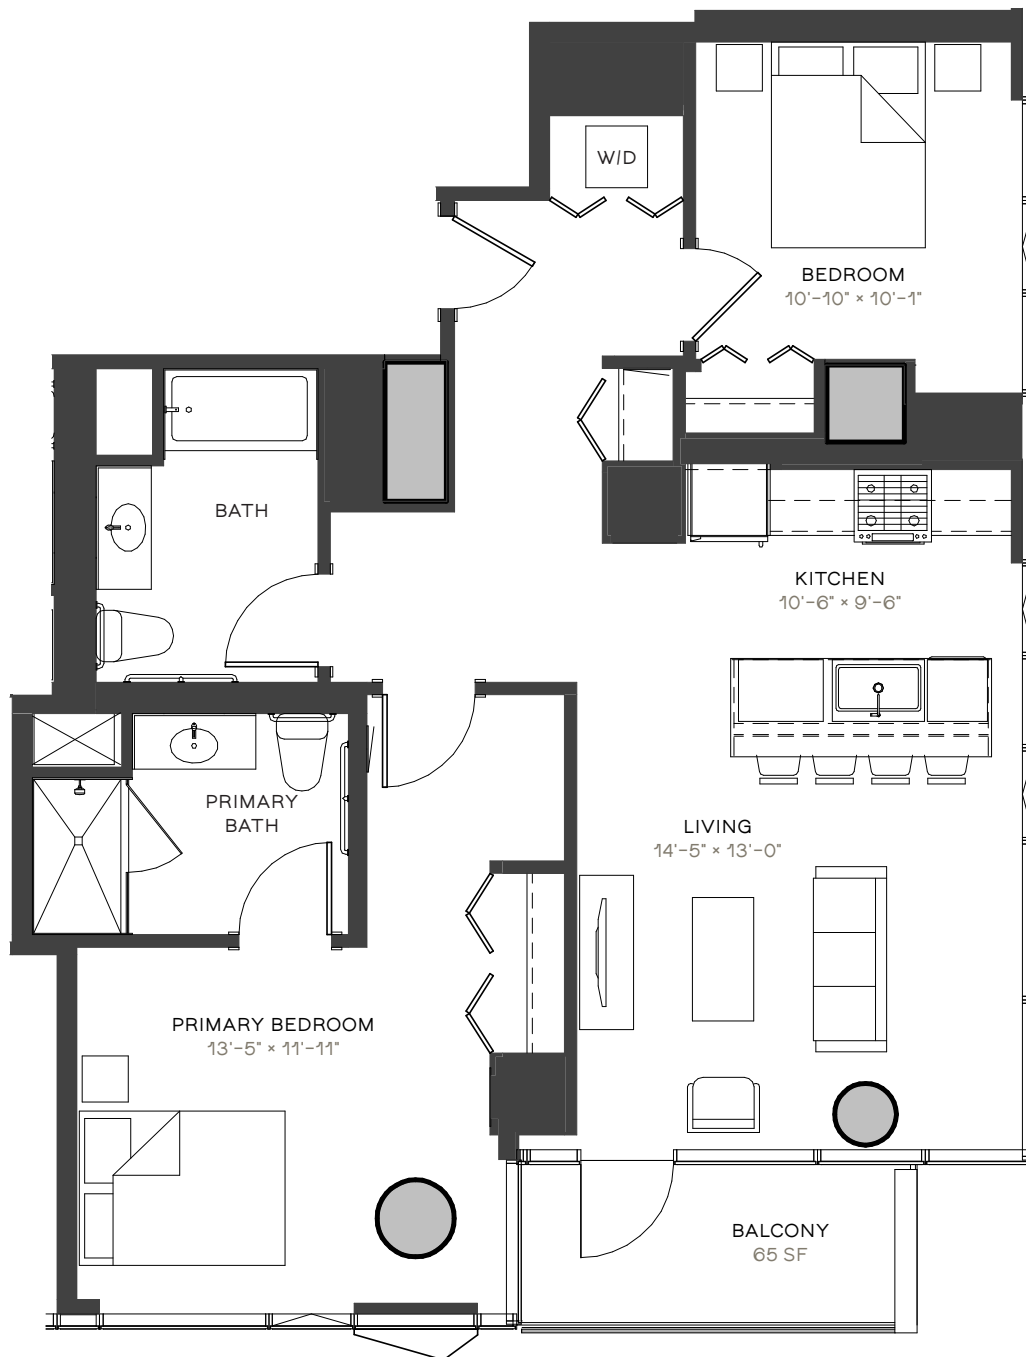 W/D
BEDROOM
10'-10" × 10'-1"
BATH
KITCHEN
10'-6" × 9'-6"
PRIMARY
BATH
LIVING
14'-5" × 13'-0"
PRIMARY BEDROOM
13'-5" × 11'-11"
BALCONY
65 SF